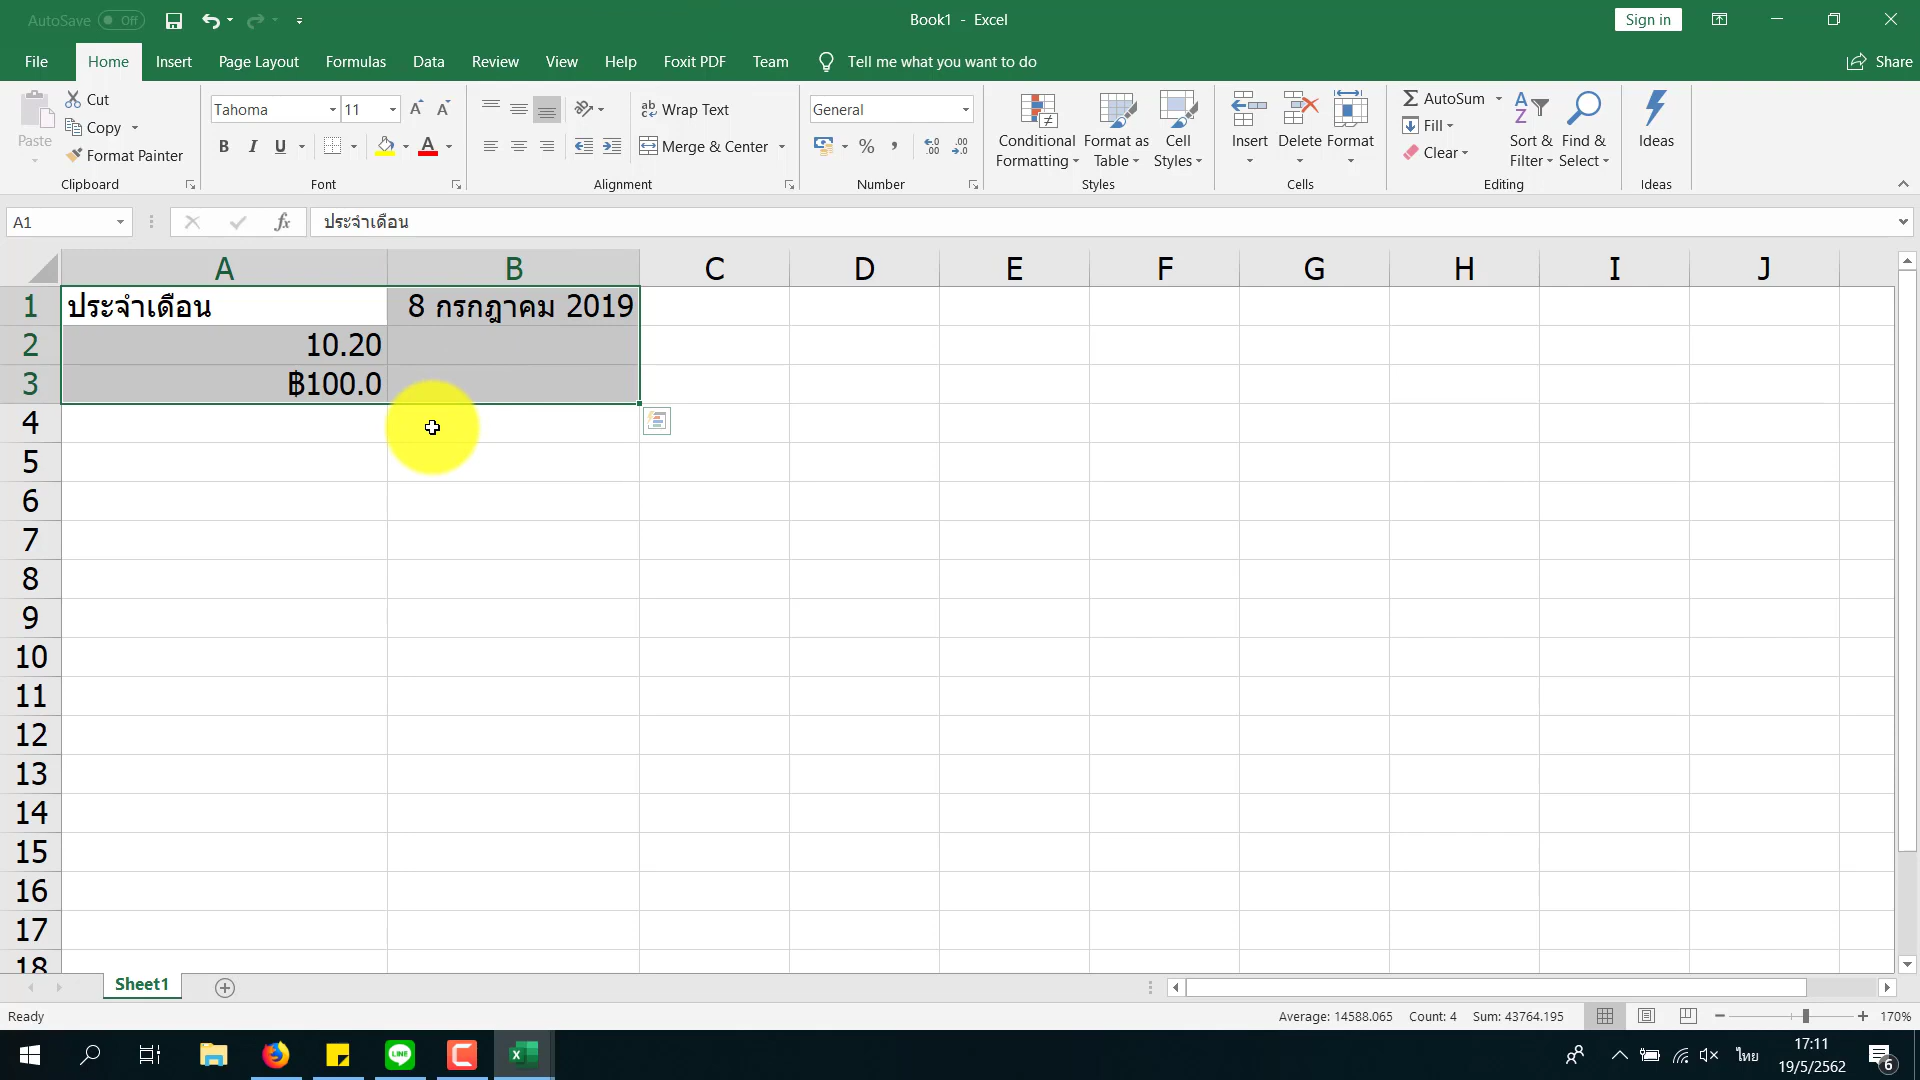 AutoSave Off
Book1 - Excel
Sign in
File Home Insert Page Layout Formulas Data Review View Help Foxit PDF Team Tell me what you want to do Share
Paste
Cut
Copy
Format Painter
Clipboard
Tahoma 11
B I U
Font
Wrap Text
Merge & Center
Alignment
General
%
Number
Conditional Formatting
Format as Table
Cell Styles
Styles
Insert Delete Format
Cells
AutoSum
Fill
Clear
Sort & Filter
Find & Select
Editing
Ideas
Ideas
A1 fx ประจำเดือน
A B C D E F G H I J
1 ประจำเดือน 8 กรกฎาคม 2019
2 10.20
3 ฿100.0
4
5
6
7
8
9
10
11
12
13
14
15
16
17
18
Sheet1
Ready Average: 14588.065 Count: 4 Sum: 43764.195 170%
ไทย 17:11
19/5/2562
6